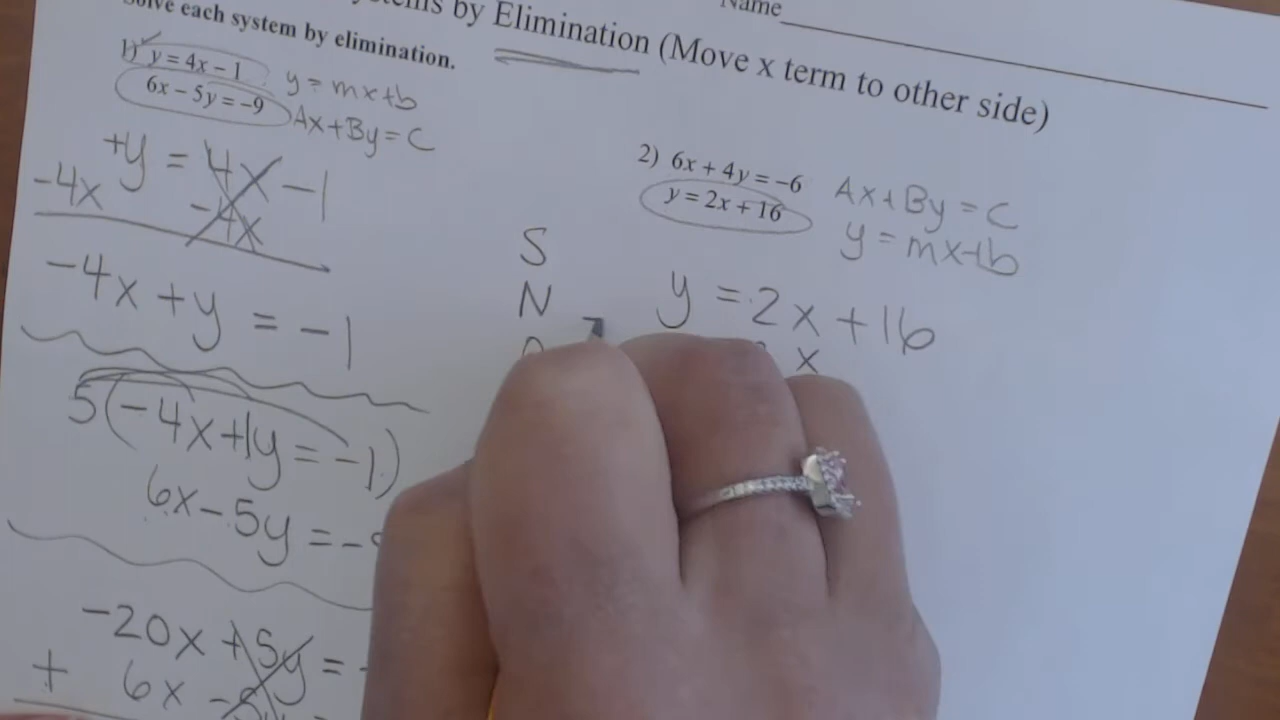 Name
by Elimination (Move x term to other side)
Solve each system by elimination.
1) y = 4x − 1
6x − 5y = −9
y = mx+b
Ax+By = C
+y = 4x − 1
−4x −4x
−4x + y = −1
5(−4x+1y = −1)
6x − 5y = −
−20x + 5y =
+ 6x −
S
N
2) 6x + 4y = −6
y = 2x + 16
Ax + By = C
y = mx+b
y = 2x + 16
x